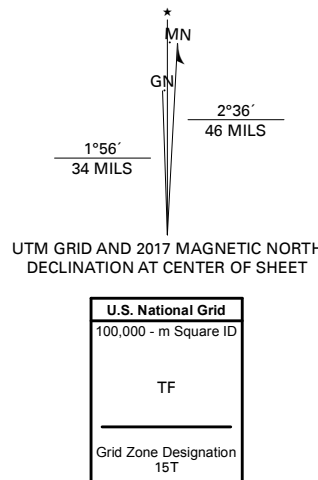 ★
MN
GN
2°36´
46 MILS
1°56´
34 MILS
UTM GRID AND 2017 MAGNETIC NORTH
DECLINATION AT CENTER OF SHEET
U.S. National Grid
100,000 - m Square ID
TF
Grid Zone Designation
15T